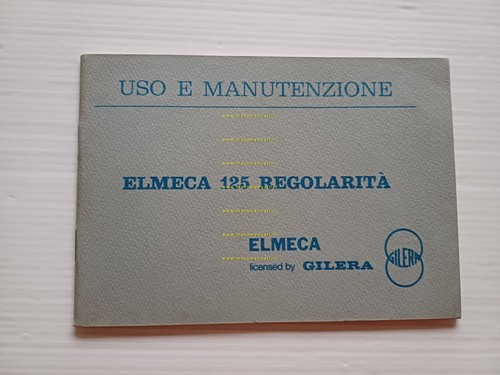 USO E MANUTENZIONE
ELMECA 125 REGOLARITÀ
ELMECA
licensed by GILERA
GILERA